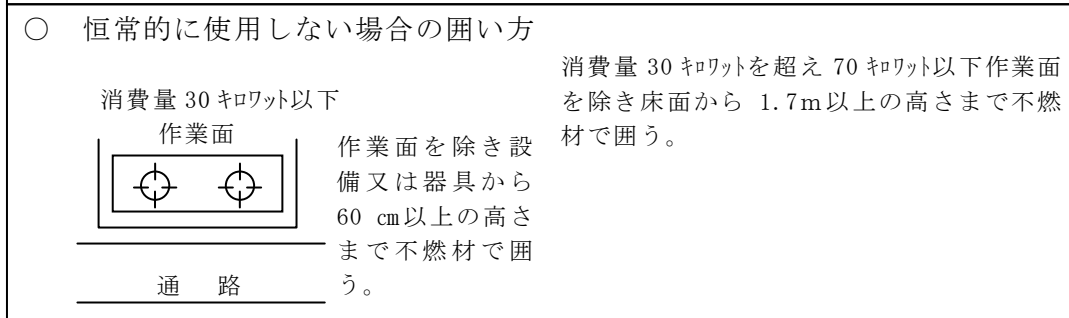 ○　恒常的に使用しない場合の囲い方
消費量 30 ｷﾛﾜｯﾄ以下
作業面
作業面を除き設
備又は器具から
60 ㎝以上の高さ
まで不燃材で囲
う。
通　路
消費量 30 ｷﾛﾜｯﾄを超え 70 ｷﾛﾜｯﾄ以下作業面
を除き床面から 1.7ｍ以上の高さまで不燃
材で囲う。